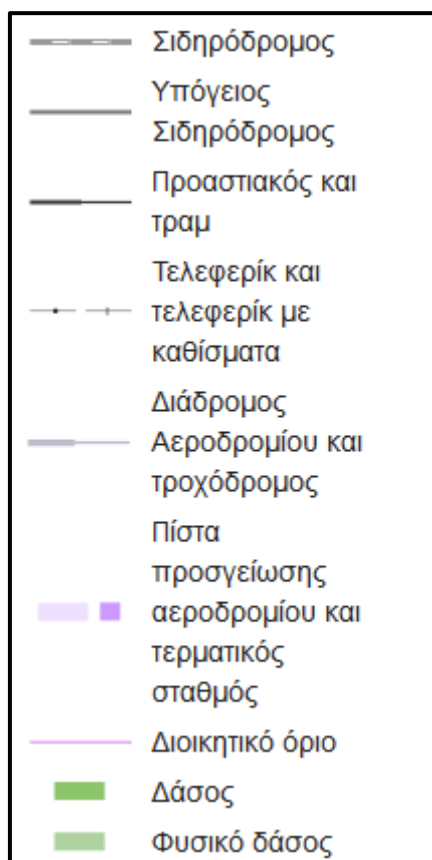 Σιδηρόδρομος
Υπόγειος
Σιδηρόδρομος
Προαστιακός και
τραμ
Τελεφερίκ και
τελεφερίκ με
καθίσματα
Διάδρομος
Αεροδρομίου και
τροχόδρομος
Πίστα
προσγείωσης
αεροδρομίου και
τερματικός
σταθμός
Διοικητικό όριο
Δάσος
Φυσικό δάσος